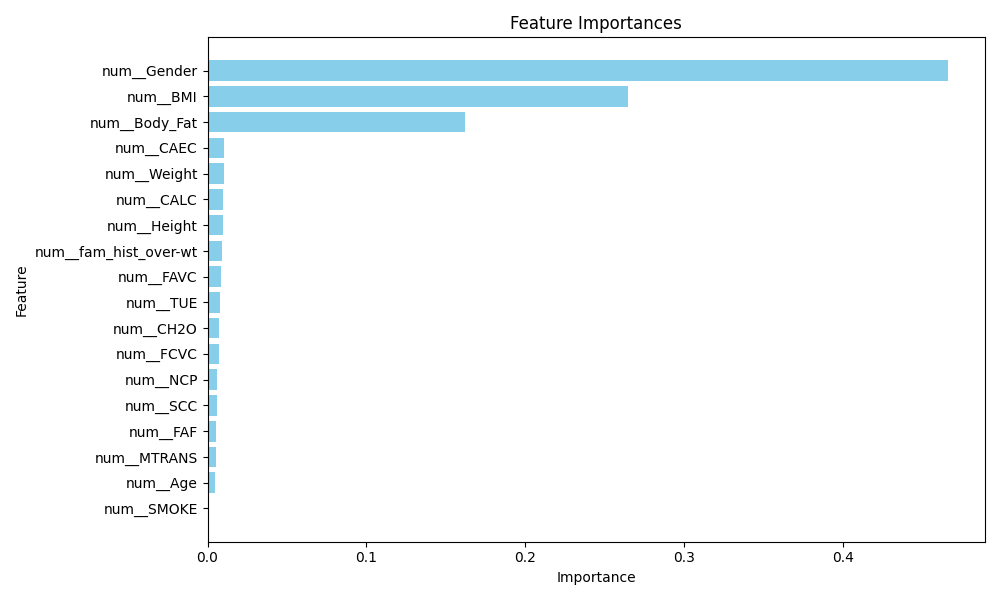 Feature Importances
Feature
num__Gender
num__BMI
num__Body_Fat
num__CAEC
num__Weight
num__CALC
num__Height
num__fam_hist_over-wt
num__FAVC
num__TUE
num__CH2O
num__FCVC
num__NCP
num__SCC
num__FAF
num__MTRANS
num__Age
num__SMOKE
0.0 0.1 0.2 0.3 0.4
Importance